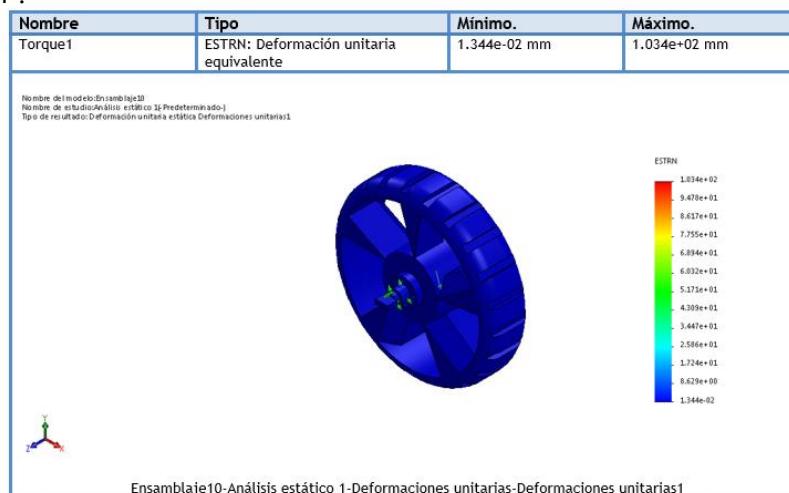 Nombre Tipo Mínimo. Máximo.
Torque1 ESTRN: Deformación unitaria equivalente 1.344e-02 mm 1.034e+02 mm
Nombre del modelo:Ensamblaje10
Nombre de estudio:Análisis estático 1(-Predeterminado-)
Tipo de resultado: Deformación unitaria estática Deformaciones unitarias1
ESTRN
1.034e+02
9.478e+01
8.617e+01
7.755e+01
6.894e+01
6.032e+01
5.171e+01
4.309e+01
3.447e+01
2.586e+01
1.724e+01
8.629e+00
1.344e-02
Y
Z X
Ensamblaje10-Análisis estático 1-Deformaciones unitarias-Deformaciones unitarias1